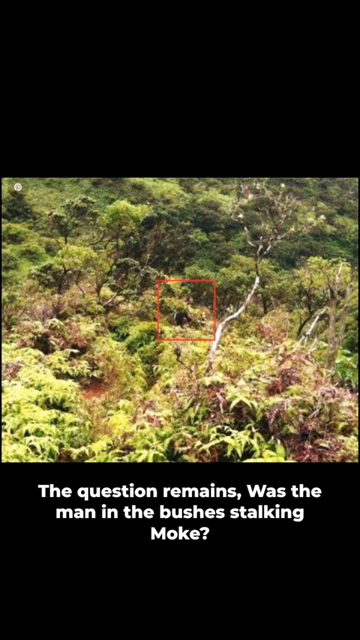 The question remains, Was the
man in the bushes stalking
Moke?